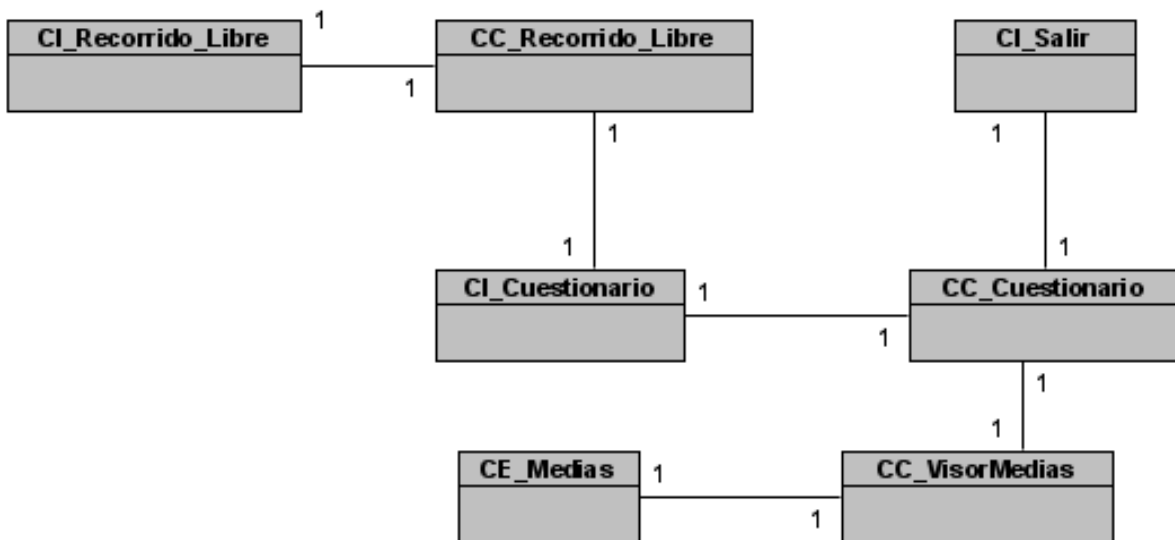 CI_Recorrido_Libre
1
1
CC_Recorrido_Libre
CI_Salir
1
1
1
1
CI_Cuestionario
1
1
CC_Cuestionario
1
1
CE_Medias
1
1
CC_VisorMedias